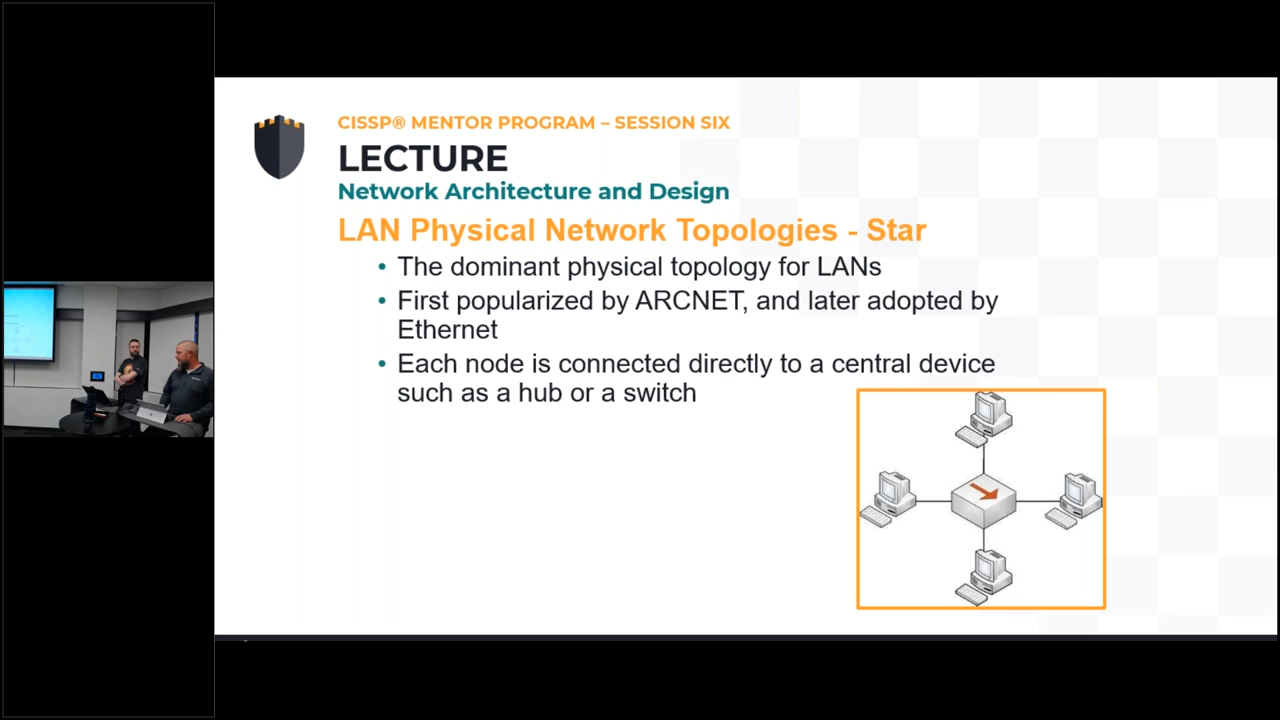 CISSP® MENTOR PROGRAM – SESSION SIX
LECTURE
Network Architecture and Design
LAN Physical Network Topologies - Star
• The dominant physical topology for LANs
• First popularized by ARCNET, and later adopted by
Ethernet
• Each node is connected directly to a central device
such as a hub or a switch